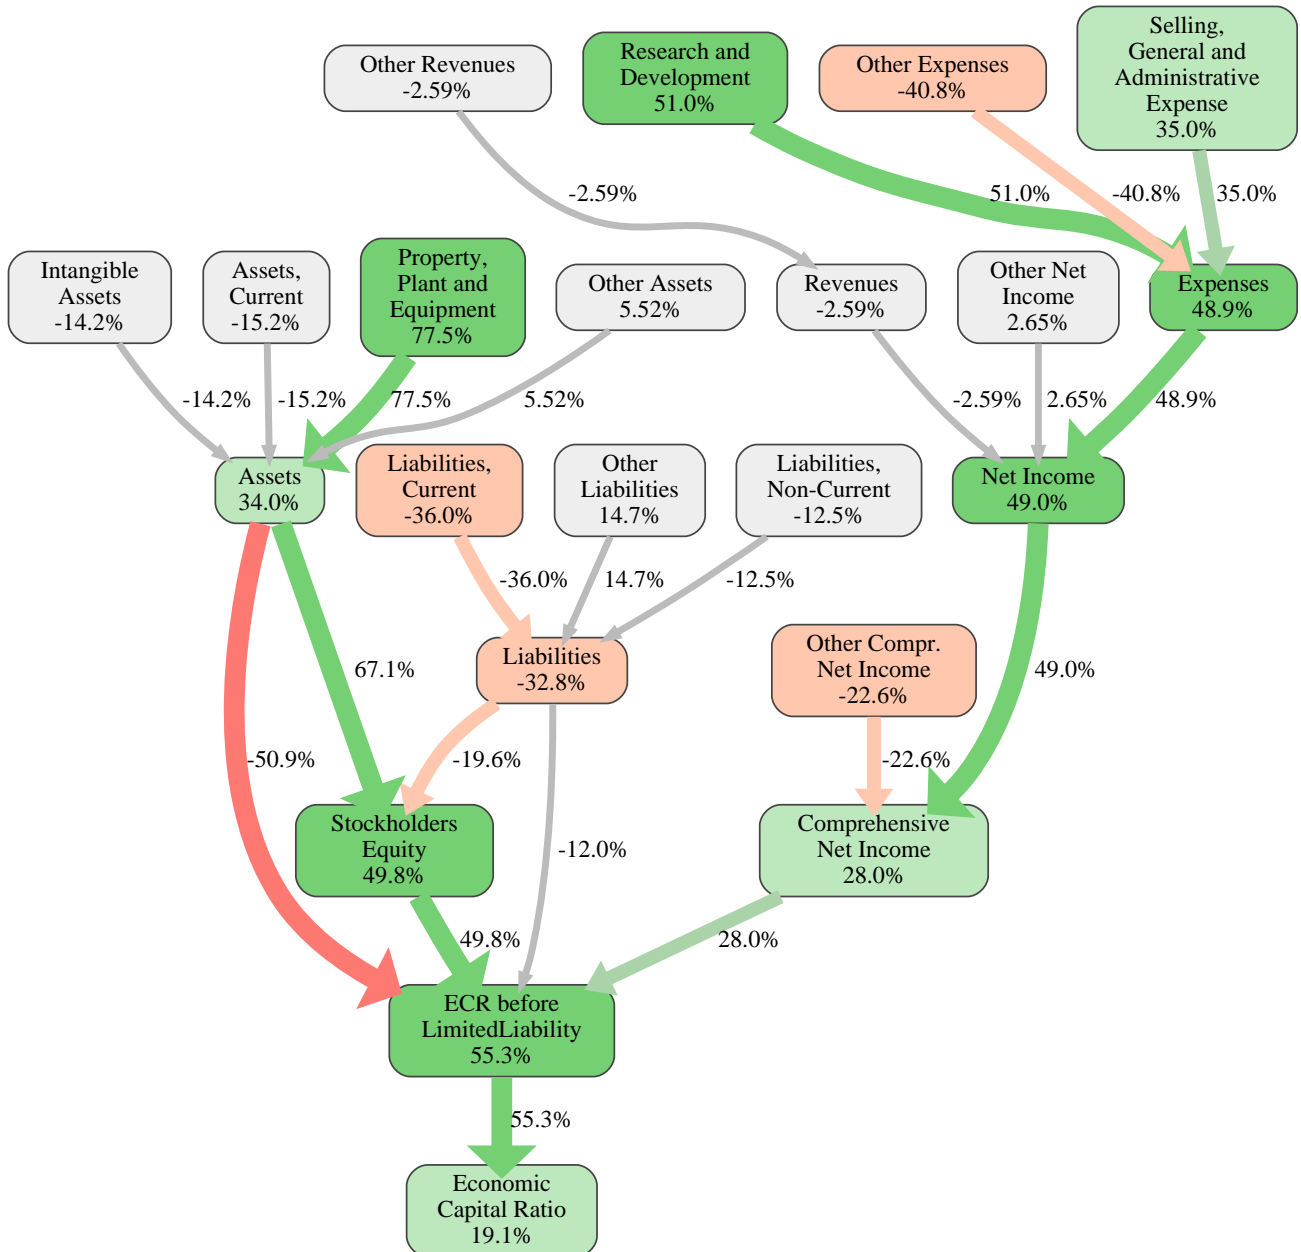 Selling,
General and
Administrative
Expense
35.0%
Research and
Development
51.0%
Other Revenues
-2.59%
Other Expenses
-40.8%
-2.59%
51.0%
-40.8%
35.0%
Intangible
Assets
-14.2%
Assets,
Current
-15.2%
Property,
Plant and
Equipment
77.5%
Other Assets
5.52%
Revenues
-2.59%
Other Net
Income
2.65%
Expenses
48.9%
-14.2%
-15.2%
77.5%
5.52%
-2.59%
2.65%
48.9%
Assets
34.0%
Liabilities,
Current
-36.0%
Other
Liabilities
14.7%
Liabilities,
Non-Current
-12.5%
Net Income
49.0%
-36.0%
14.7%
-12.5%
Liabilities
-32.8%
Other Compr.
Net Income
-22.6%
67.1%
49.0%
-50.9%
-19.6%
-22.6%
Stockholders
Equity
49.8%
-12.0%
Comprehensive
Net Income
28.0%
49.8%
28.0%
ECR before
LimitedLiability
55.3%
55.3%
Economic
Capital Ratio
19.1%